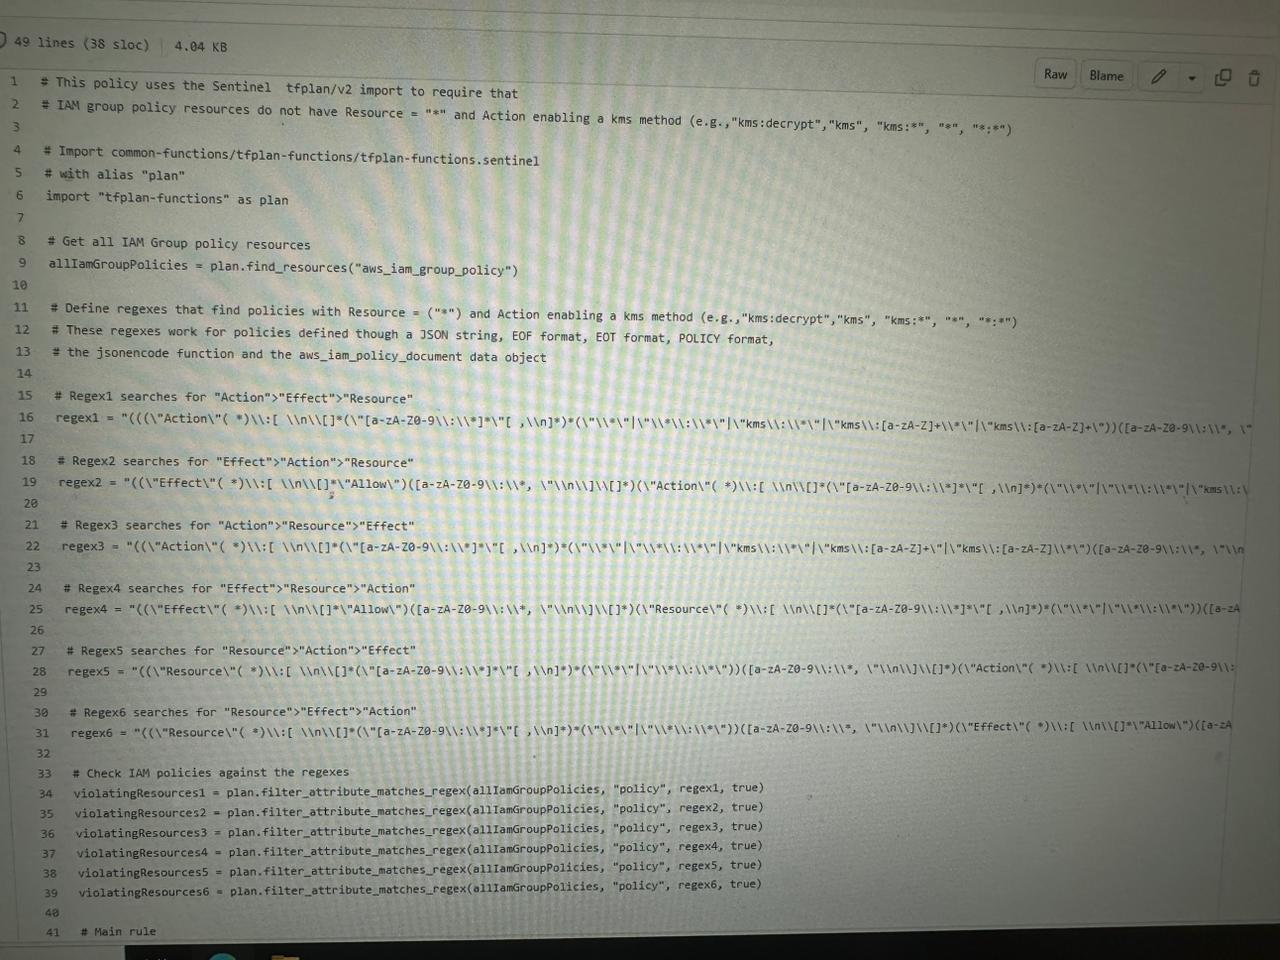 49 lines (38 sloc) | 4.04 KB
Raw Blame
1 # This policy uses the Sentinel  tfplan/v2 import to require that
2 # IAM group policy resources do not have Resource = "*" and Action enabling a kms method (e.g.,"kms:decrypt","kms", "kms:*", "*", "*:*")
3
4 # Import common-functions/tfplan-functions/tfplan-functions.sentinel
5 # with alias "plan"
6 import "tfplan-functions" as plan
7
8 # Get all IAM Group policy resources
9 allIamGroupPolicies = plan.find_resources("aws_iam_group_policy")
10
11 # Define regexes that find policies with Resource = ("*") and Action enabling a kms method (e.g.,"kms:decrypt","kms", "kms:*", "*", "*:*")
12 # These regexes work for policies defined though a JSON string, EOF format, EOT format, POLICY format,
13 # the jsonencode function and the aws_iam_policy_document data object
14
15 # Regex1 searches for "Action">"Effect">"Resource"
16 regex1 = "(((\"Action\"( *)\\:[ \\n\\[]*(\"[a-zA-Z0-9\\:\\*]*\"[ ,\\n]*)*(\"\\*\"|\"\\*\\:\\*\"|\"kms\\:\\*\"|\"kms\\:[a-zA-Z]+\\*\"|\"kms\\:[a-zA-Z]+\"))([a-zA-Z0-9\\:\\*, \"
17
18 # Regex2 searches for "Effect">"Action">"Resource"
19 regex2 = "((\"Effect\"( *)\\:[ \\n\\[]*\"Allow\")([a-zA-Z0-9\\:\\*, \"\\n\\]\\[]*)(\"Action\"( *)\\:[ \\n\\[]*(\"[a-zA-Z0-9\\:\\*]*\"[ ,\\n]*)*(\"\\*\"|\"\\*\\:\\*\"|\"kms\\:\
20
21 # Regex3 searches for "Action">"Resource">"Effect"
22 regex3 = "((\"Action\"( *)\\:[ \\n\\[]*(\"[a-zA-Z0-9\\:\\*]*\"[ ,\\n]*)*(\"\\*\"|\"\\*\\:\\*\"|\"kms\\:\\*\"|\"kms\\:[a-zA-Z]+\"|\"kms\\:[a-zA-Z]\\*\")([a-zA-Z0-9\\:\\*, \"\\n
23
24 # Regex4 searches for "Effect">"Resource">"Action"
25 regex4 = "((\"Effect\"( *)\\:[ \\n\\[]*\"Allow\")([a-zA-Z0-9\\:\\*, \"\\n\\]\\[]*)(\"Resource\"( *)\\:[ \\n\\[]*(\"[a-zA-Z0-9\\:\\*]*\"[ ,\\n]*)*(\"\\*\"|\"\\*\\:\\*\"))([a-zA
26
27 # Regex5 searches for "Resource">"Action">"Effect"
28 regex5 = "((\"Resource\"( *)\\:[ \\n\\[]*(\"[a-zA-Z0-9\\:\\*]*\"[ ,\\n]*)*(\"\\*\"|\"\\*\\:\\*\"))([a-zA-Z0-9\\:\\*, \"\\n\\]\\[]*)(\"Action\"( *)\\:[ \\n\\[]*(\"[a-zA-Z0-9\\:
29
30 # Regex6 searches for "Resource">"Effect">"Action"
31 regex6 = "((\"Resource\"( *)\\:[ \\n\\[]*(\"[a-zA-Z0-9\\:\\*]*\"[ ,\\n]*)*(\"\\*\"|\"\\*\\:\\*\"))([a-zA-Z0-9\\:\\*, \"\\n\\]\\[]*)(\"Effect\"( *)\\:[ \\n\\[]*\"Allow\")([a-zA
32
33 # Check IAM policies against the regexes
34 violatingResources1 = plan.filter_attribute_matches_regex(allIamGroupPolicies, "policy", regex1, true)
35 violatingResources2 = plan.filter_attribute_matches_regex(allIamGroupPolicies, "policy", regex2, true)
36 violatingResources3 = plan.filter_attribute_matches_regex(allIamGroupPolicies, "policy", regex3, true)
37 violatingResources4 = plan.filter_attribute_matches_regex(allIamGroupPolicies, "policy", regex4, true)
38 violatingResources5 = plan.filter_attribute_matches_regex(allIamGroupPolicies, "policy", regex5, true)
39 violatingResources6 = plan.filter_attribute_matches_regex(allIamGroupPolicies, "policy", regex6, true)
40
41 # Main rule